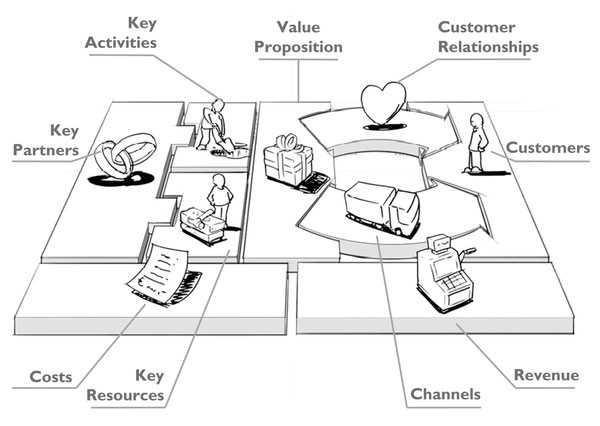 Key
Activities
Value
Proposition
Customer
Relationships
Key
Partners
Customers
Costs
Key
Resources
Channels
Revenue